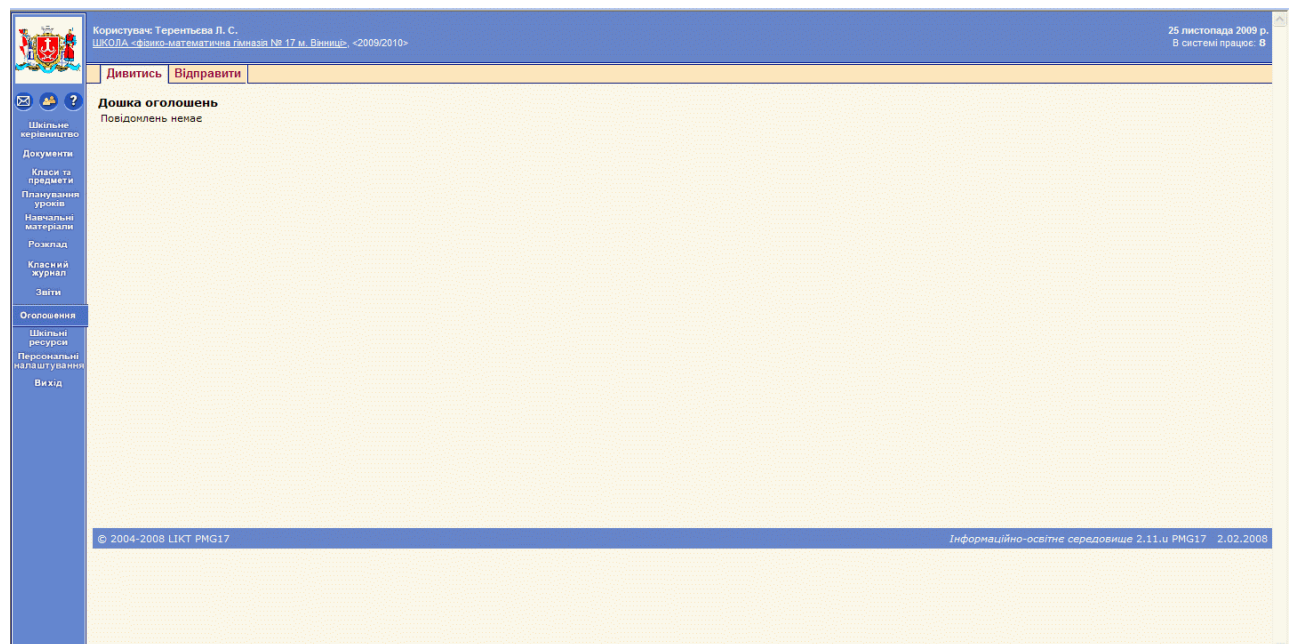 Користувач: Терентьєва Л. С.
ШКОЛА <фізико-математична гімназія № 17 м. Вінниці>, <2009/2010>
25 листопада 2009 р.
В системі працює: 8
Дивитись Відправити
Дошка оголошень
Повідомлень немає
?
Шкільне
керівництво
Документи
Класи та
предмети
Планування
уроків
Навчальні
матеріали
Розклад
Класний
журнал
Звіти
Оголошення
Шкільні
ресурси
Персональні
налаштування
Вихід
© 2004-2008 LIKT PMG17
Інформаційно-освітнє середовище 2.11.u PMG17 2.02.2008